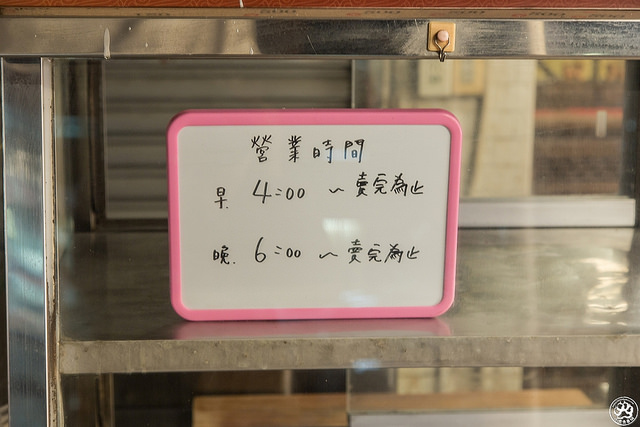 營業時間
早. 4:00 ~ 賣完為止
晚. 6:00 ~ 賣完為止